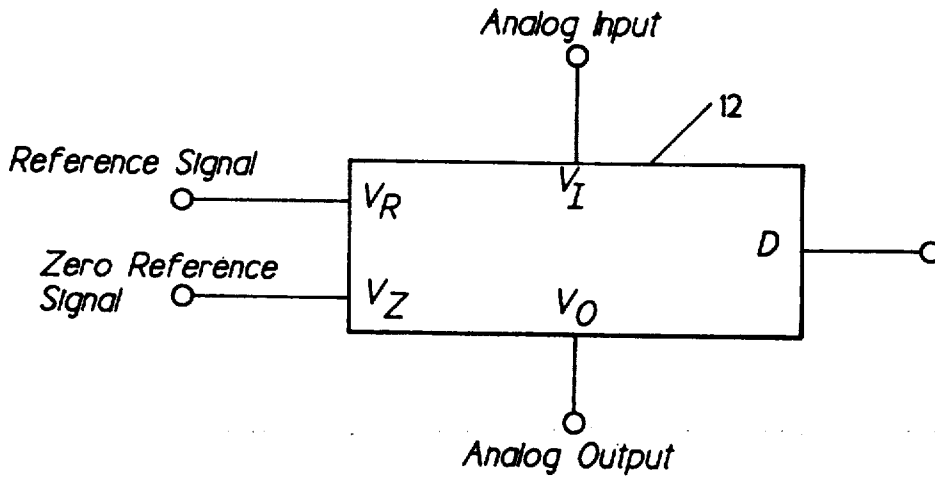 Analog Input
12
Reference Signal
V_I
V_R
D
Zero Reference
Signal
V_Z
V_O
Analog Output